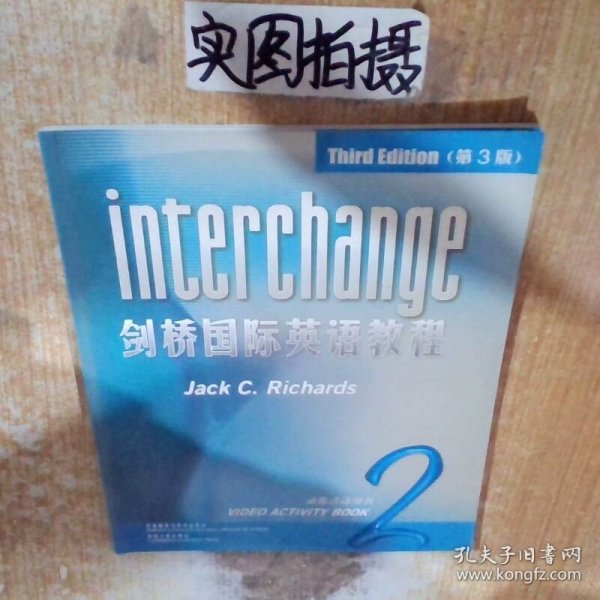 实图拍摄
Third Edition（第3版）
interchange
剑桥国际英语教程
Jack C. Richards
2
VIDEO ACTIVITY BOOK
孔夫子旧书网
www.kongfz.com